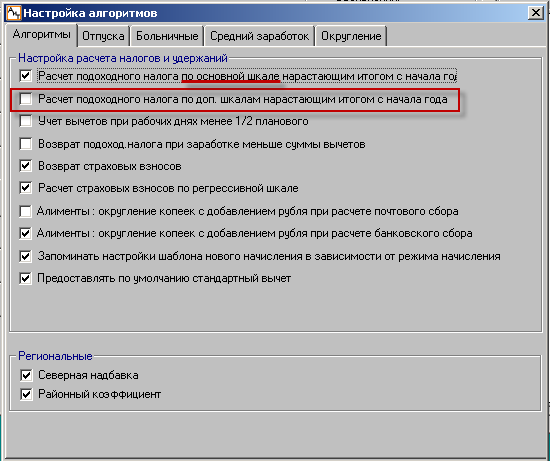 Настройка алгоритмов
Алгоритмы Отпуска Больничные Средний заработок Округление
Настройка расчета налогов и удержаний
Расчет подоходного налога по основной шкале нарастающим итогом с начала го
Расчет подоходного налога по доп. шкалам нарастающим итогом с начала года
Учет вычетов при рабочих днях менее 1/2 планового
Возврат подоход.налога при заработке меньше суммы вычетов
Возврат страховых взносов
Расчет страховых взносов по регрессивной шкале
Алименты : округление копеек с добавлением рубля при расчете почтового сбора
Алименты : округление копеек с добавлением рубля при расчете банковского сбора
Запоминать настройки шаблона нового начисления в зависимости от режима начисления
Предоставлять по умолчанию стандартный вычет
Региональные
Северная надбавка
Районный коэффициент